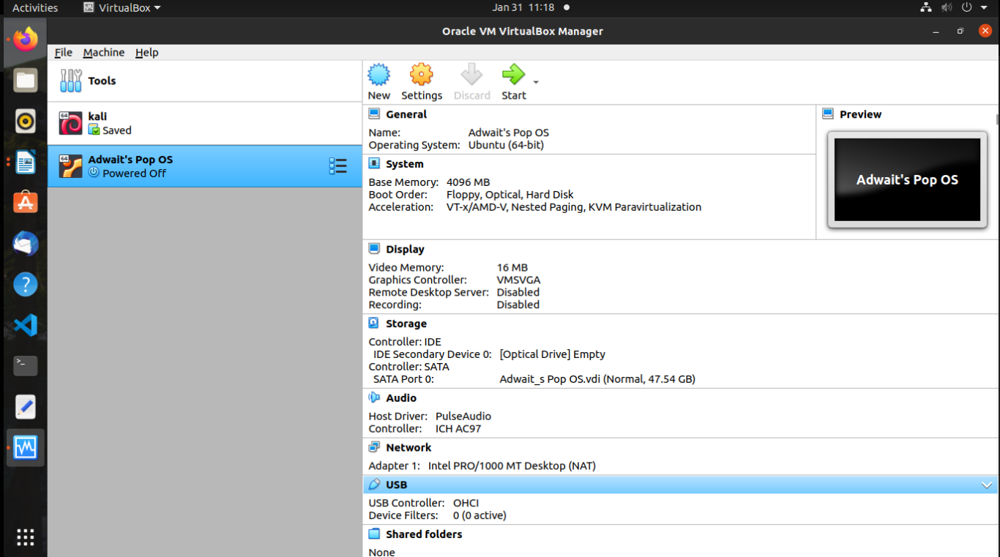 Activities VirtualBox Jan 31 11:18
Oracle VM VirtualBox Manager
File Machine Help
Tools
64 kali
Saved
64 Adwait's Pop OS
Powered Off
New Settings Discard Start
General
Name: Adwait's Pop OS
Operating System: Ubuntu (64-bit)
System
Base Memory: 4096 MB
Boot Order: Floppy, Optical, Hard Disk
Acceleration: VT-x/AMD-V, Nested Paging, KVM Paravirtualization
Preview
Adwait's Pop OS
Display
Video Memory: 16 MB
Graphics Controller: VMSVGA
Remote Desktop Server: Disabled
Recording: Disabled
Storage
Controller: IDE
IDE Secondary Device 0: [Optical Drive] Empty
Controller: SATA
SATA Port 0: Adwait_s Pop OS.vdi (Normal, 47.54 GB)
Audio
Host Driver: PulseAudio
Controller: ICH AC97
Network
Adapter 1: Intel PRO/1000 MT Desktop (NAT)
USB
USB Controller: OHCI
Device Filters: 0 (0 active)
Shared folders
None